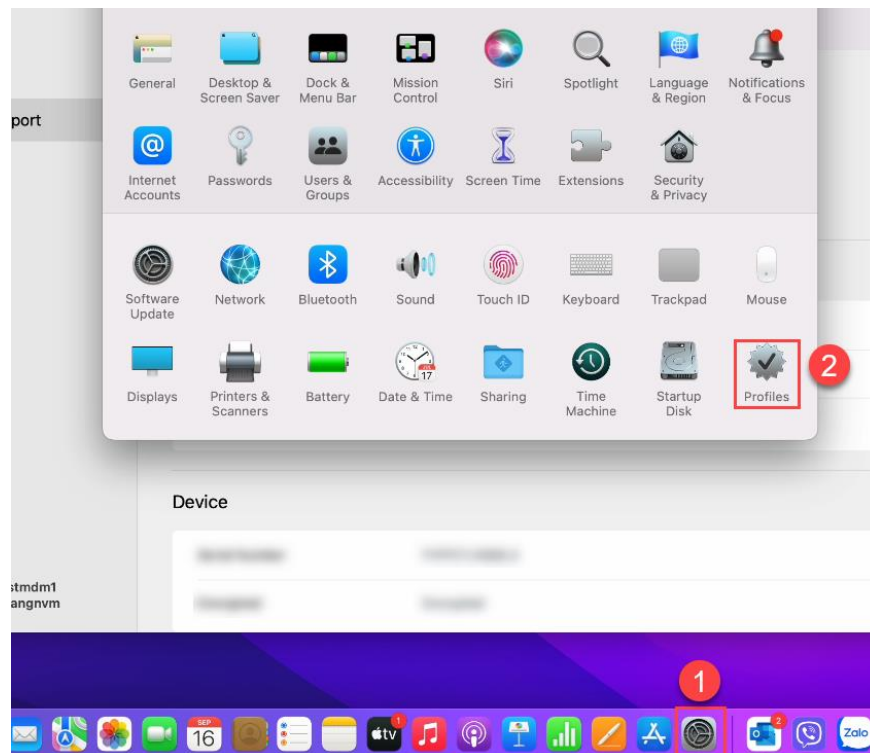 General
Desktop &
Screen Saver
Dock &
Menu Bar
Mission
Control
Siri
Spotlight
Language
& Region
Notifications
& Focus
port
Internet
Accounts
Passwords
Users &
Groups
Accessibility
Screen Time
Extensions
Security
& Privacy
Software
Update
Network
Bluetooth
Sound
Touch ID
Keyboard
Trackpad
Mouse
Displays
Printers &
Scanners
Battery
JUL
17
Date & Time
Sharing
Time
Machine
Startup
Disk
Profiles
2
Device
stmdm1
angnvm
1
SEP
16
tv
1
2
Zalo